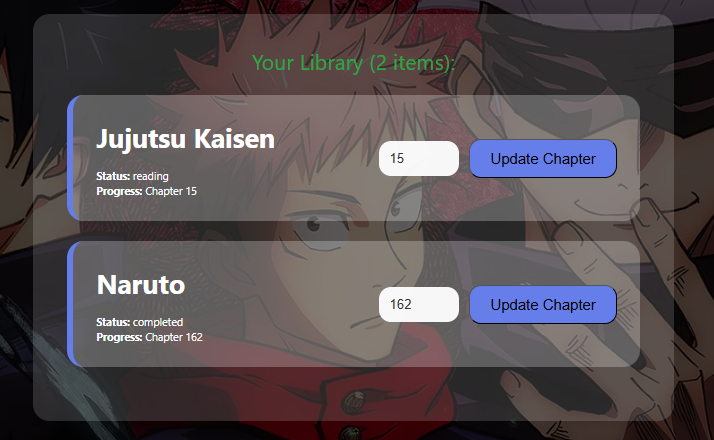 Your Library (2 items):
Jujutsu Kaisen
Status: reading
Progress: Chapter 15
15
Update Chapter
Naruto
Status: completed
Progress: Chapter 162
162
Update Chapter